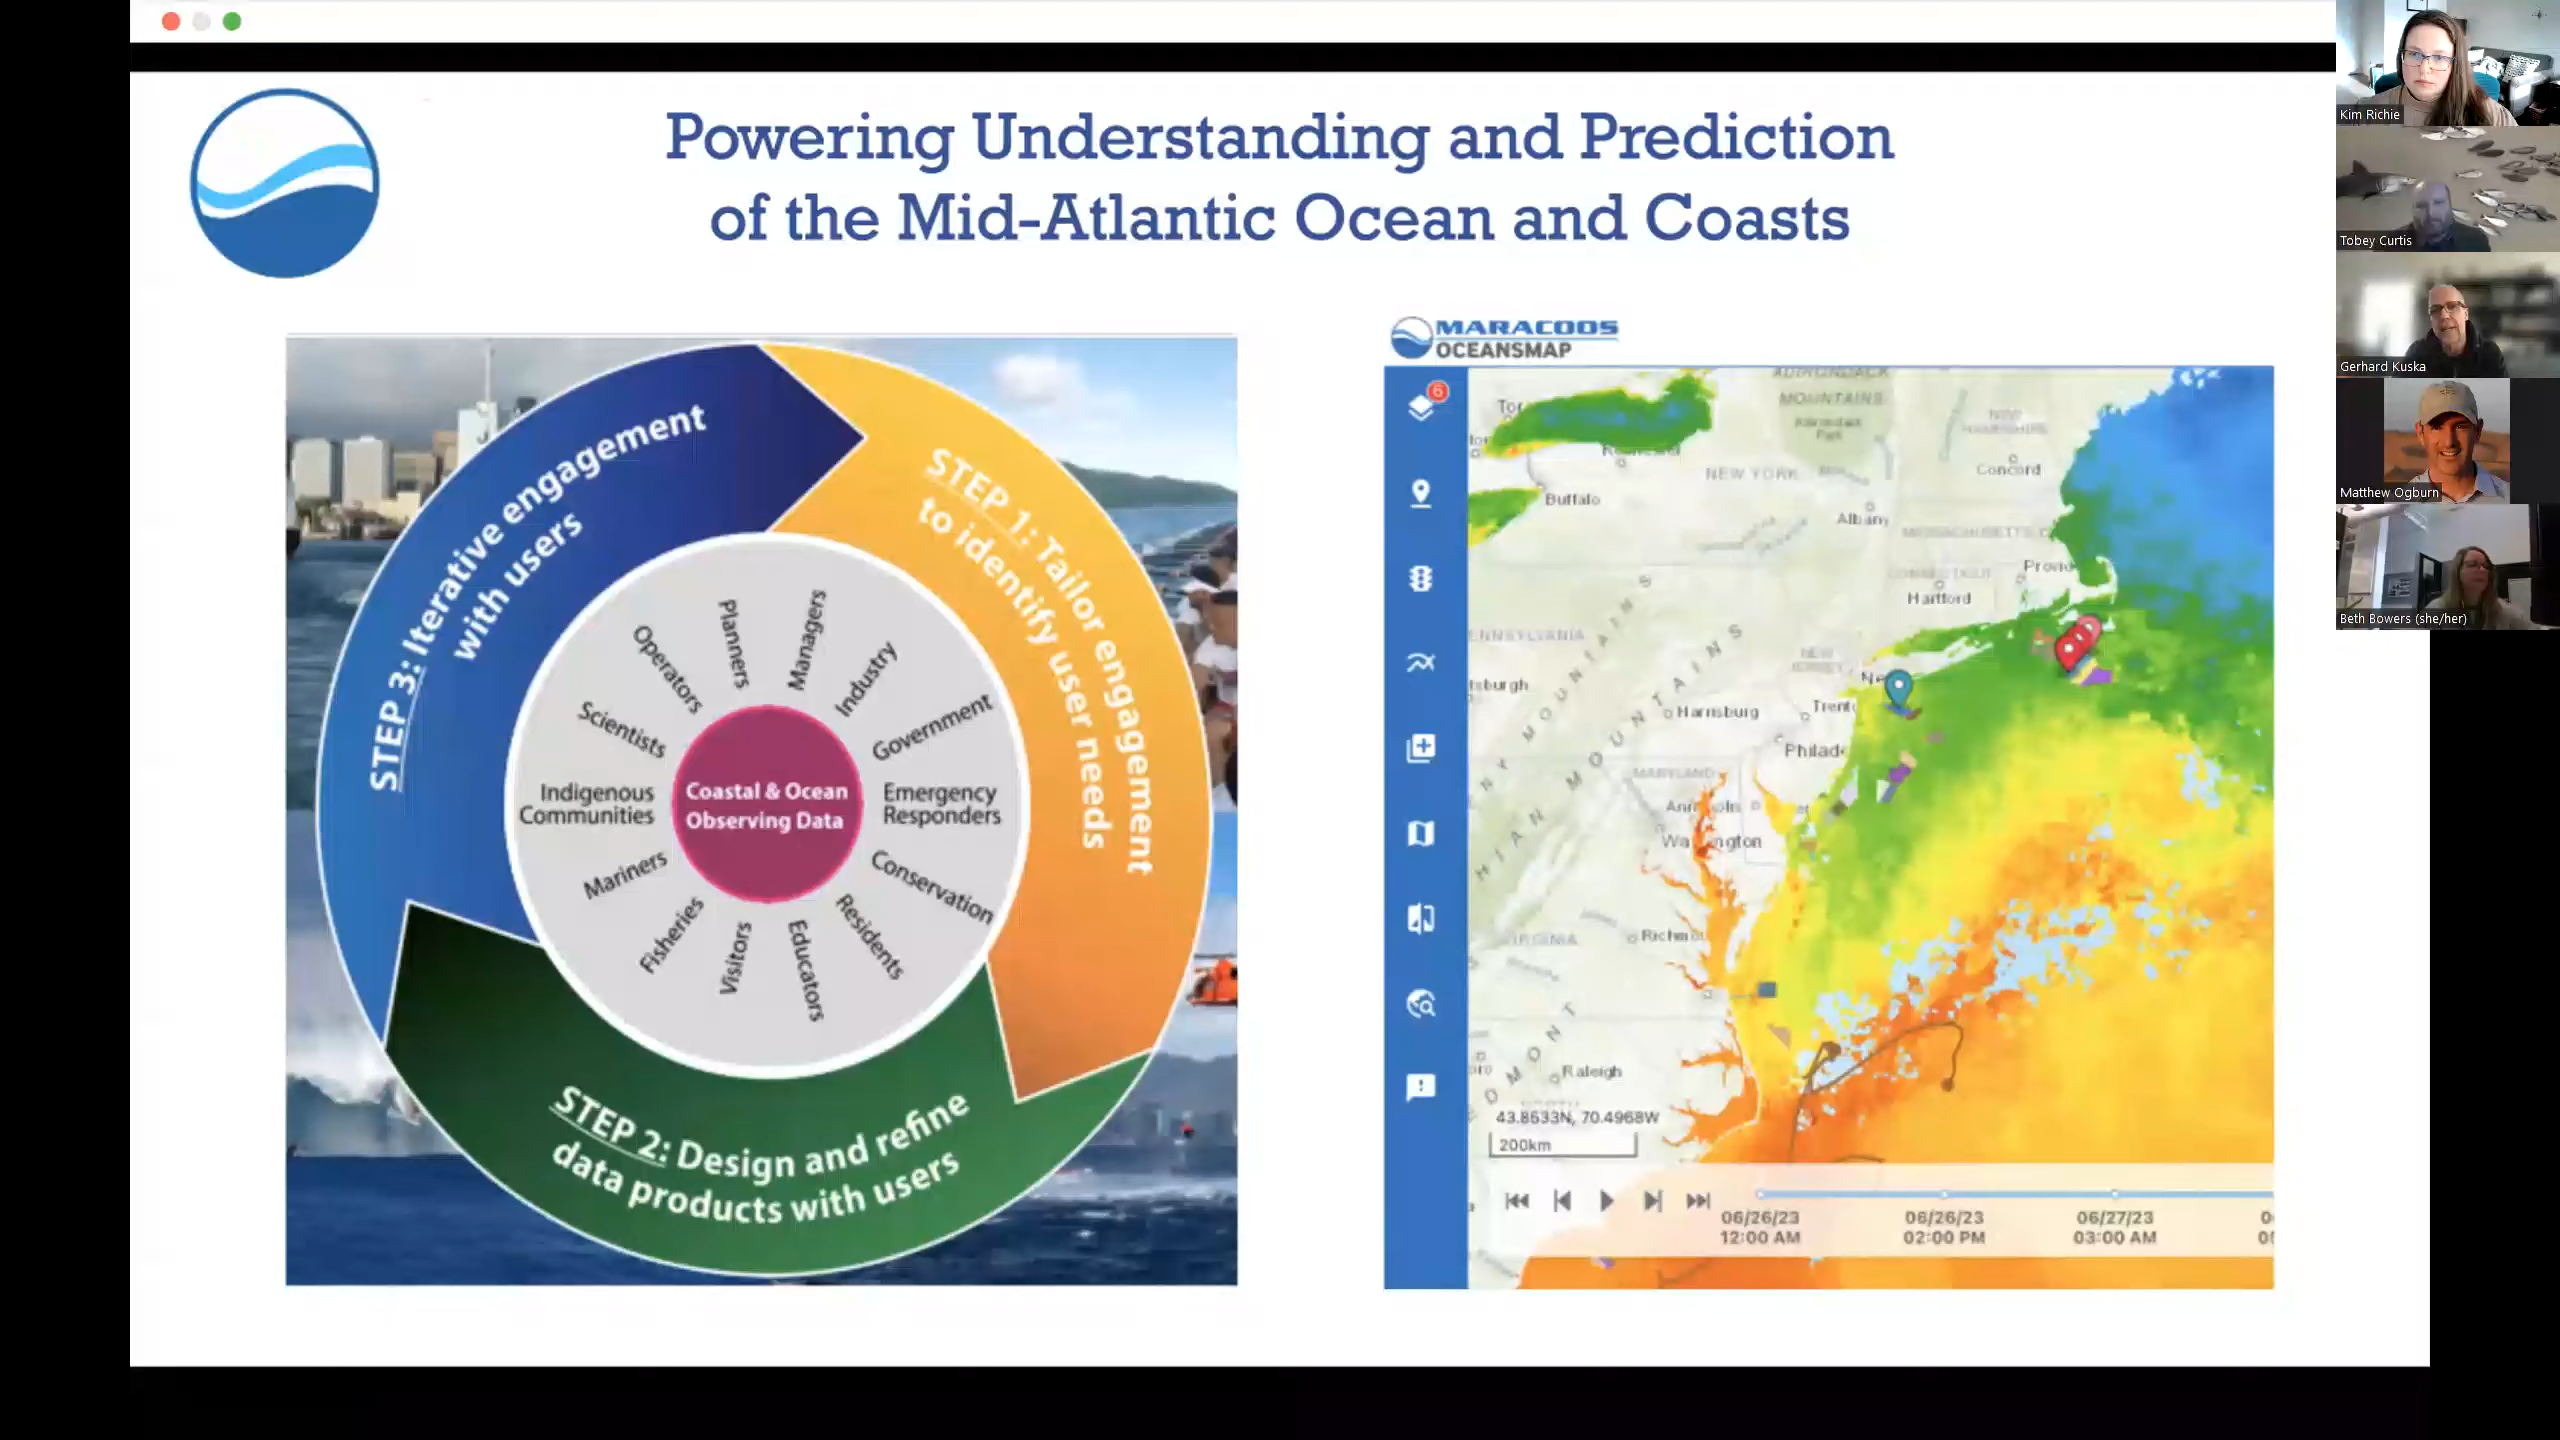 Powering Understanding and Prediction
of the Mid-Atlantic Ocean and Coasts
STEP 1: Tailor engagement
to identify user needs
STEP 2: Design and refine
data products with users
STEP 3: Iterative engagement
with users
Coastal & Ocean
Observing Data
Managers
Industry
Government
Emergency
Responders
Conservation
Residents
Educators
Visitors
Fisheries
Mariners
Indigenous
Communities
Scientists
Operators
Planners
MARACOOS
OCEANSMAP
6
MOUNTAINS
NEW YORK
Buffalo
Concord
Albany
Hartford
Harrisburg
MARYLAND
Raleigh
43.8633N, 70.4968W
200km
06/26/23
12:00 AM
06/26/23
02:00 PM
06/27/23
03:00 AM
Kim Richie
Tobey Curtis
Gerhard Kuska
Matthew Ogburn
Beth Bowers (she/her)